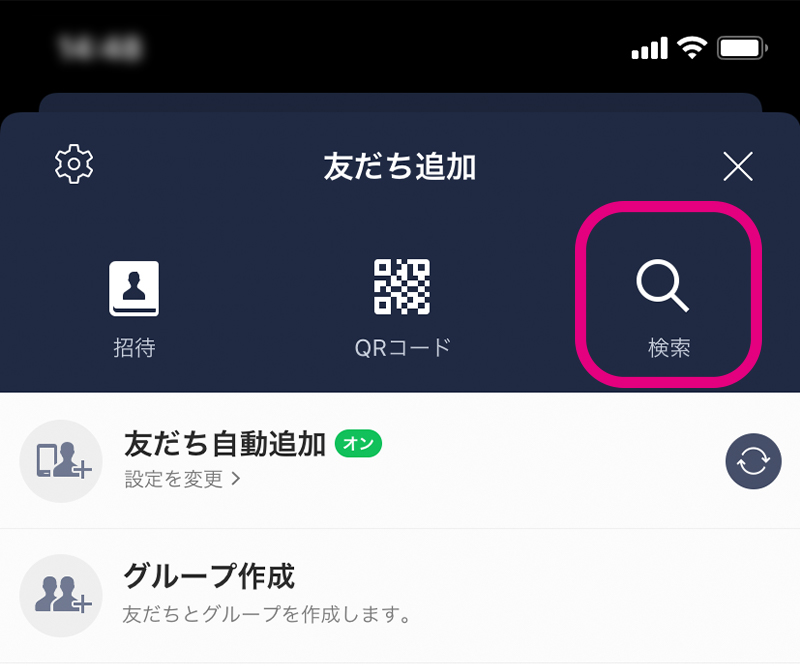 友だち追加
招待
QRコード
検索
友だち自動追加 オン
設定を変更 >
グループ作成
友だちとグループを作成します。